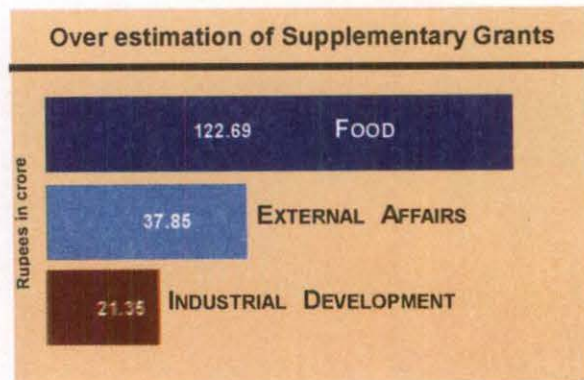 Over estimation of Supplementary Grants
Rupees in crore
122.69 FOOD
37.85 EXTERNAL AFFAIRS
21.35 INDUSTRIAL DEVELOPMENT